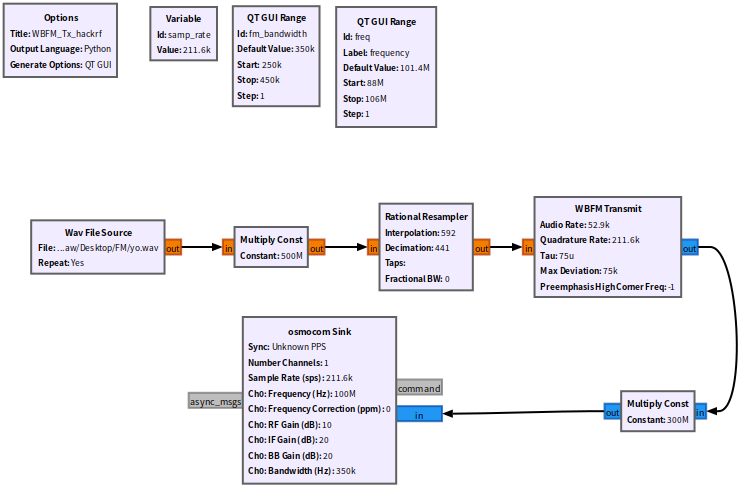 Options
Title: WBFM_Tx_hackrf
Output Language: Python
Generate Options: QT GUI
Variable
Id: samp_rate
Value: 211.6k
QT GUI Range
Id: fm_bandwidth
Default Value: 350k
Start: 250k
Stop: 450k
Step: 1
QT GUI Range
Id: freq
Label: frequency
Default Value: 101.4M
Start: 88M
Stop: 106M
Step: 1
Wav File Source
File: ...aw/Desktop/FM/yo.wav
Repeat: Yes
out
in
Multiply Const
Constant: 500M
out
in
Rational Resampler
Interpolation: 592
Decimation: 441
Taps:
Fractional BW: 0
out
in
WBFM Transmit
Audio Rate: 52.9k
Quadrature Rate: 211.6k
Tau: 75u
Max Deviation: 75k
Preemphasis High Corner Freq: -1
out
osmocom Sink
Sync: Unknown PPS
Number Channels: 1
Sample Rate (sps): 211.6k
Ch0: Frequency (Hz): 100M
Ch0: Frequency Correction (ppm): 0
Ch0: RF Gain (dB): 10
Ch0: IF Gain (dB): 20
Ch0: BB Gain (dB): 20
Ch0: Bandwidth (Hz): 350k
async_msgs
command
in
out
Multiply Const
Constant: 300M
in